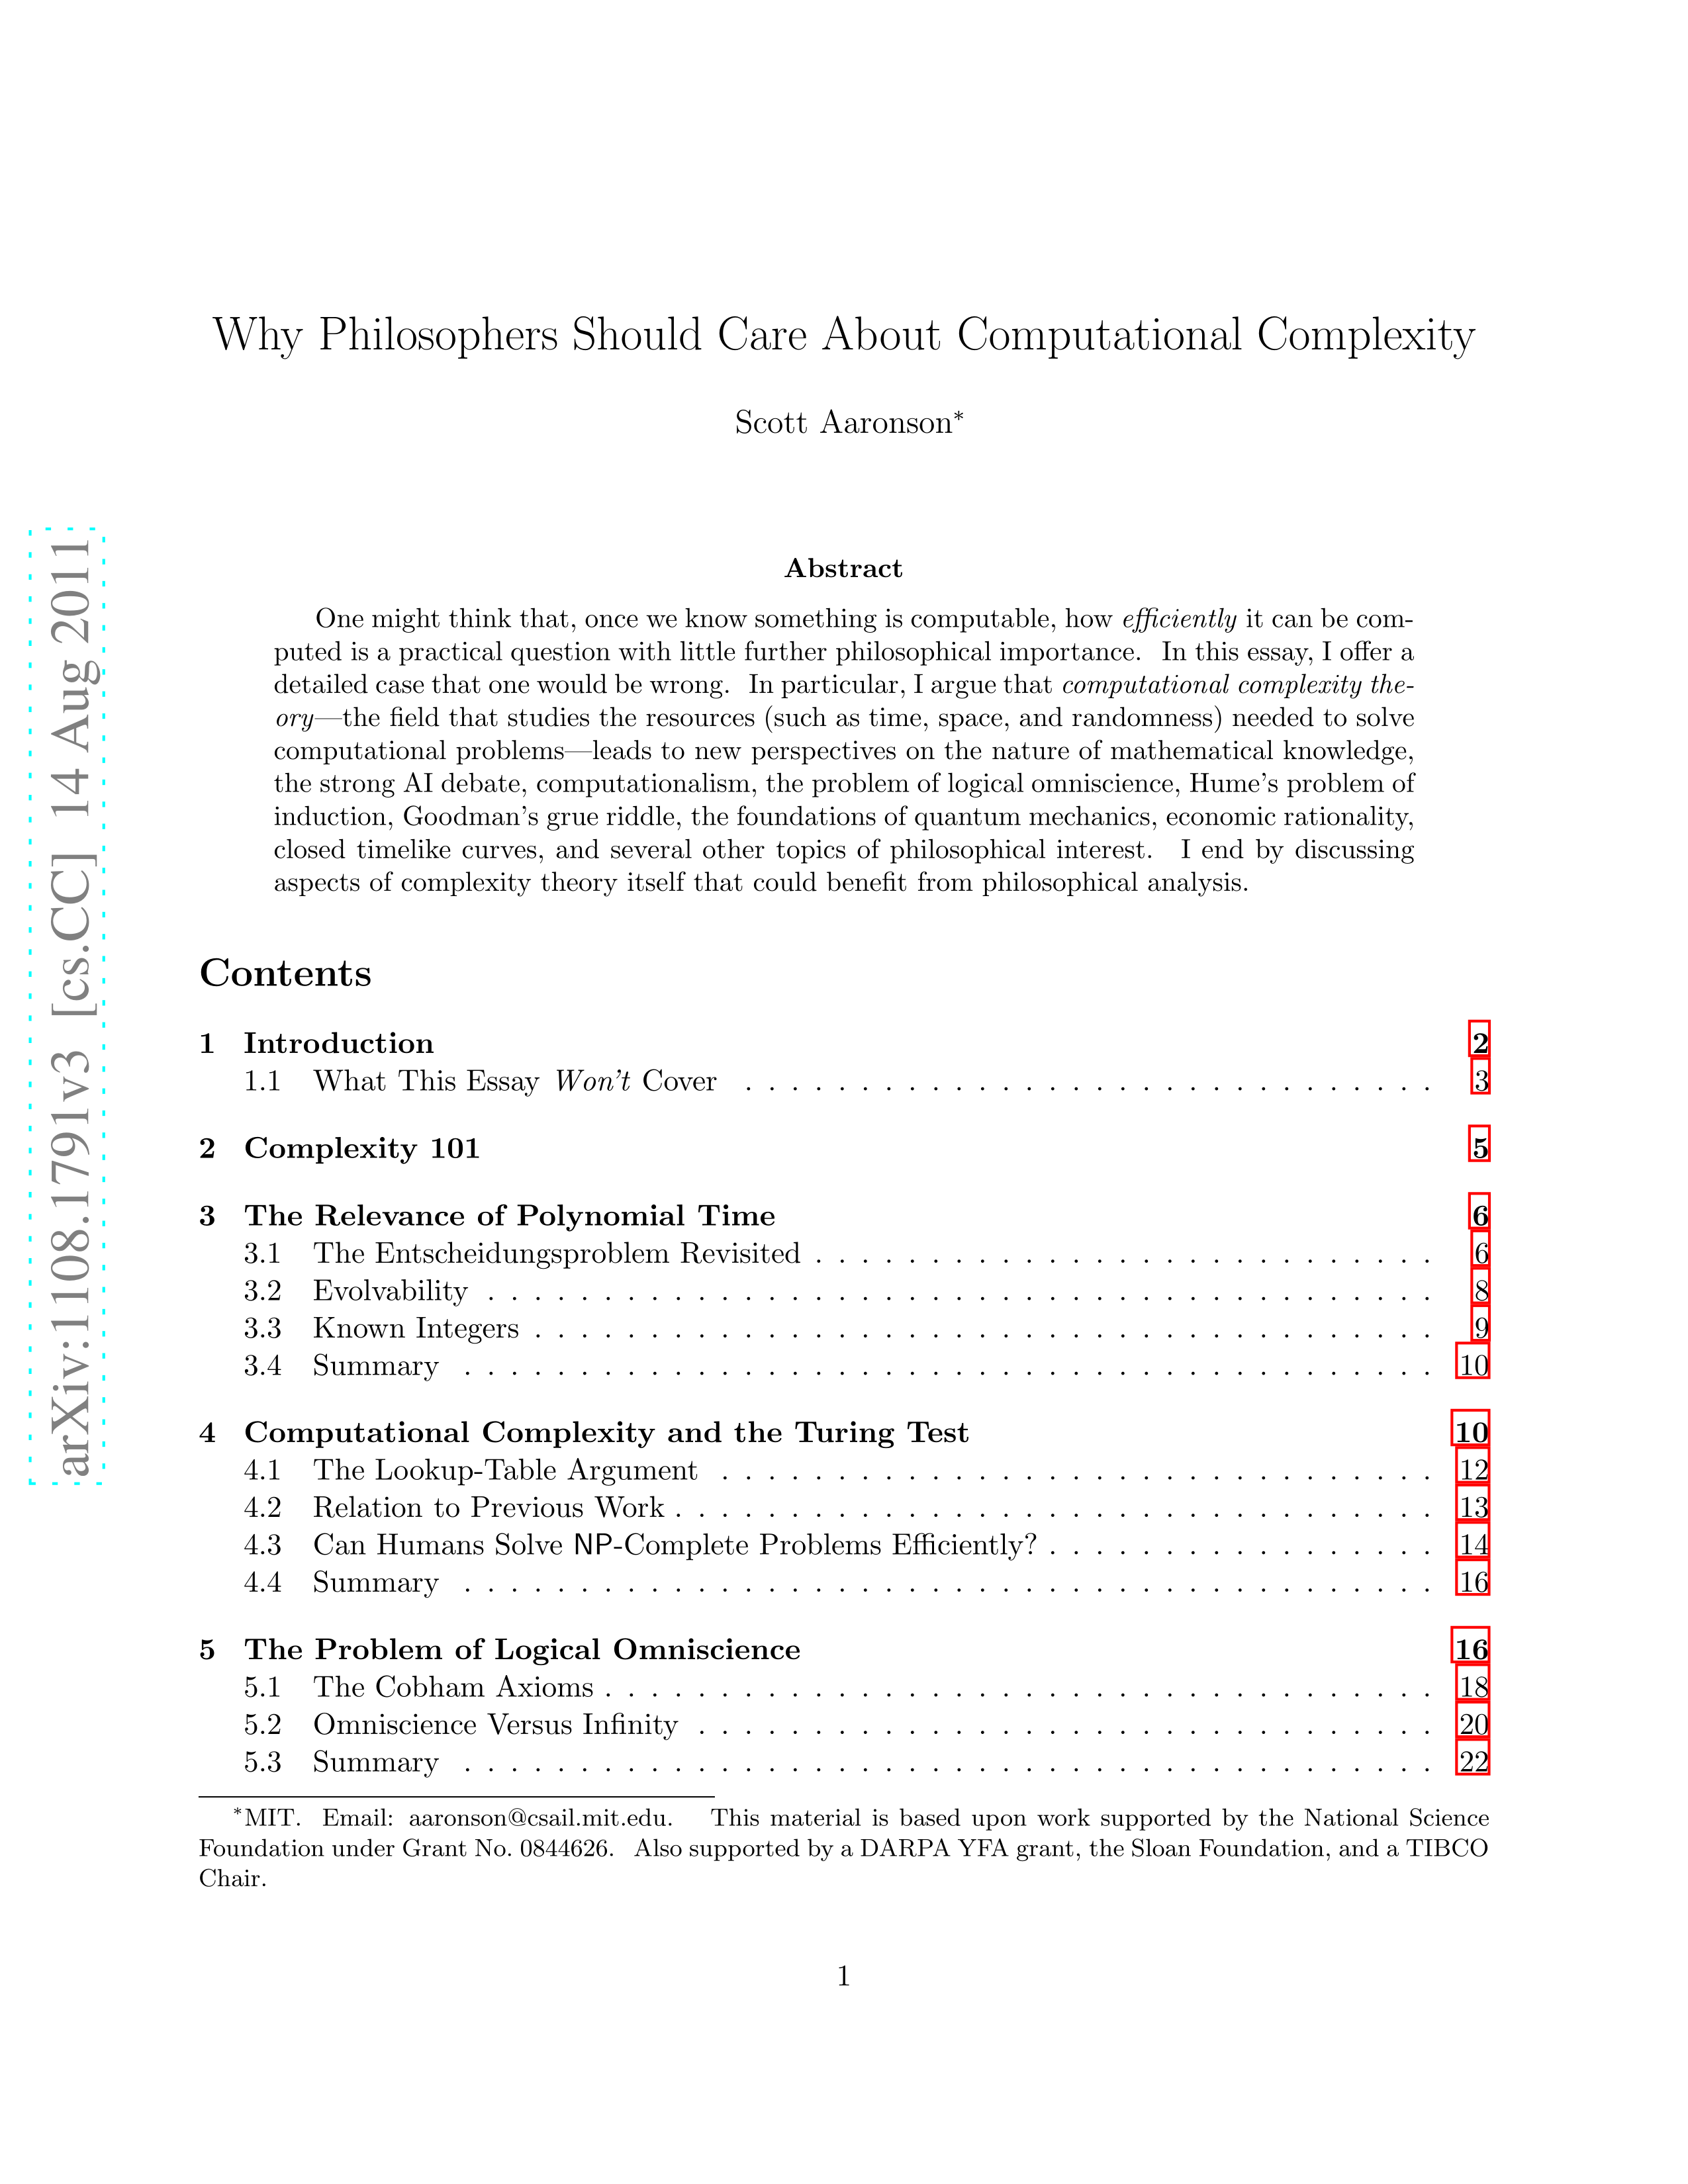 Why Philosophers Should Care About Computational Complexity
Scott Aaronson*
arXiv:1108.1791v3 [cs.CC] 14 Aug 2011
Abstract
One might think that, once we know something is computable, how efficiently it can be com-
puted is a practical question with little further philosophical importance. In this essay, I offer a
detailed case that one would be wrong. In particular, I argue that computational complexity the-
ory—the field that studies the resources (such as time, space, and randomness) needed to solve
computational problems—leads to new perspectives on the nature of mathematical knowledge,
the strong AI debate, computationalism, the problem of logical omniscience, Hume's problem of
induction, Goodman's grue riddle, the foundations of quantum mechanics, economic rationality,
closed timelike curves, and several other topics of philosophical interest. I end by discussing
aspects of complexity theory itself that could benefit from philosophical analysis.
Contents
1 Introduction 2
1.1 What This Essay Won't Cover . . . . . . . . . . . . . . . . . . . . . . . . . . . . . . 3
2 Complexity 101 5
3 The Relevance of Polynomial Time 6
3.1 The Entscheidungsproblem Revisited . . . . . . . . . . . . . . . . . . . . . . . . . . . 6
3.2 Evolvability . . . . . . . . . . . . . . . . . . . . . . . . . . . . . . . . . . . . . . . . . 8
3.3 Known Integers . . . . . . . . . . . . . . . . . . . . . . . . . . . . . . . . . . . . . . . 9
3.4 Summary . . . . . . . . . . . . . . . . . . . . . . . . . . . . . . . . . . . . . . . . . . 10
4 Computational Complexity and the Turing Test 10
4.1 The Lookup-Table Argument . . . . . . . . . . . . . . . . . . . . . . . . . . . . . . . 12
4.2 Relation to Previous Work . . . . . . . . . . . . . . . . . . . . . . . . . . . . . . . . . 13
4.3 Can Humans Solve NP-Complete Problems Efficiently? . . . . . . . . . . . . . . . . . 14
4.4 Summary . . . . . . . . . . . . . . . . . . . . . . . . . . . . . . . . . . . . . . . . . . 16
5 The Problem of Logical Omniscience 16
5.1 The Cobham Axioms . . . . . . . . . . . . . . . . . . . . . . . . . . . . . . . . . . . . 18
5.2 Omniscience Versus Infinity . . . . . . . . . . . . . . . . . . . . . . . . . . . . . . . . 20
5.3 Summary . . . . . . . . . . . . . . . . . . . . . . . . . . . . . . . . . . . . . . . . . . 22
*MIT. Email: aaronson@csail.mit.edu. This material is based upon work supported by the National Science
Foundation under Grant No. 0844626. Also supported by a DARPA YFA grant, the Sloan Foundation, and a TIBCO
Chair.
1